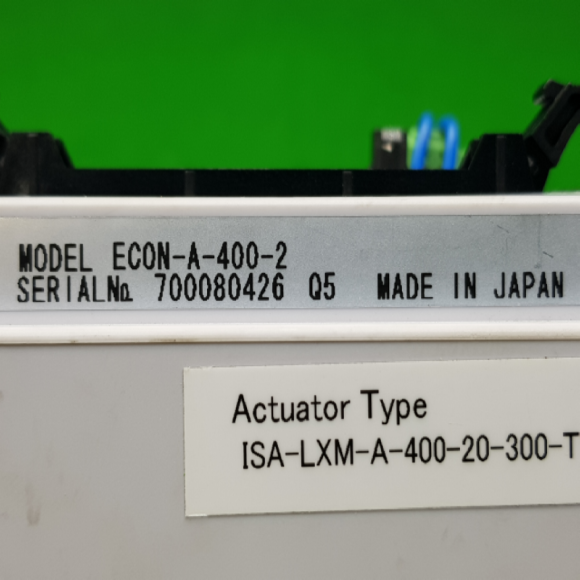 MODEL ECON-A-400-2
SERIAL№ 700080426 Q5 MADE IN JAPAN
Actuator Type
ISA-LXM-A-400-20-300-T